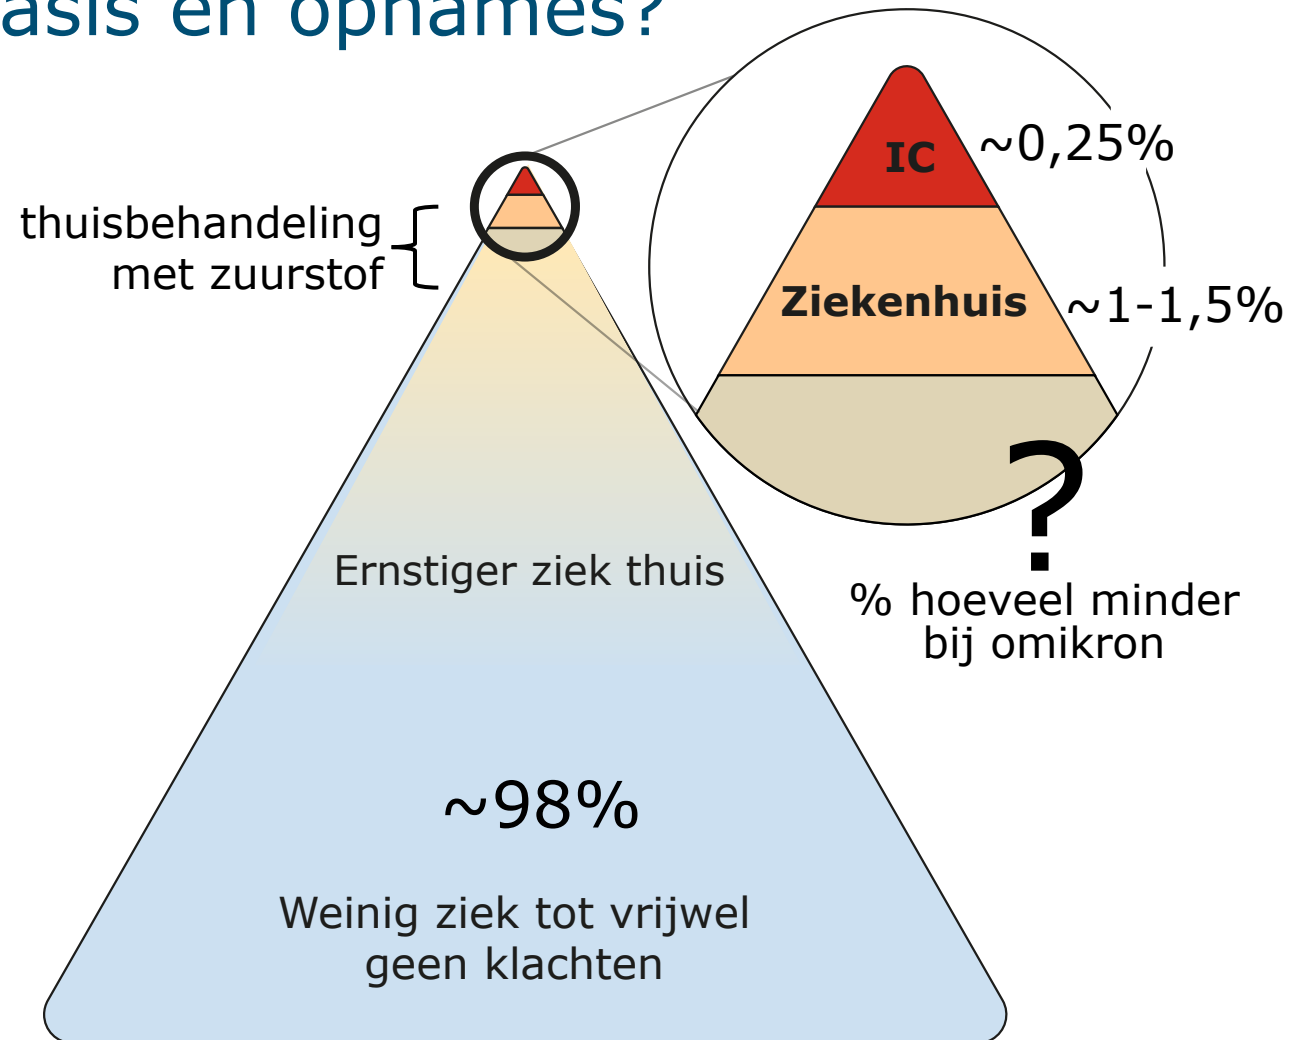 asis en opnames?
IC
~0,25%
thuisbehandeling
met zuurstof
Ziekenhuis
~1-1,5%
?
% hoeveel minder
bij omikron
Ernstiger ziek thuis
~98%
Weinig ziek tot vrijwel
geen klachten